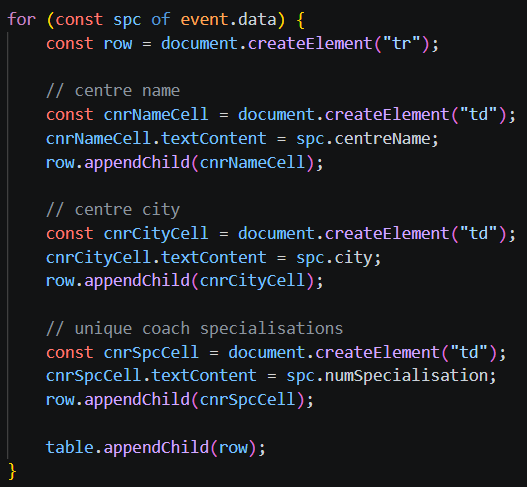 for (const spc of event.data) {
    const row = document.createElement("tr");

    // centre name
    const cnrNameCell = document.createElement("td");
    cnrNameCell.textContent = spc.centreName;
    row.appendChild(cnrNameCell);

    // centre city
    const cnrCityCell = document.createElement("td");
    cnrCityCell.textContent = spc.city;
    row.appendChild(cnrCityCell);

    // unique coach specialisations
    const cnrSpcCell = document.createElement("td");
    cnrSpcCell.textContent = spc.numSpecialisation;
    row.appendChild(cnrSpcCell);

    table.appendChild(row);
}